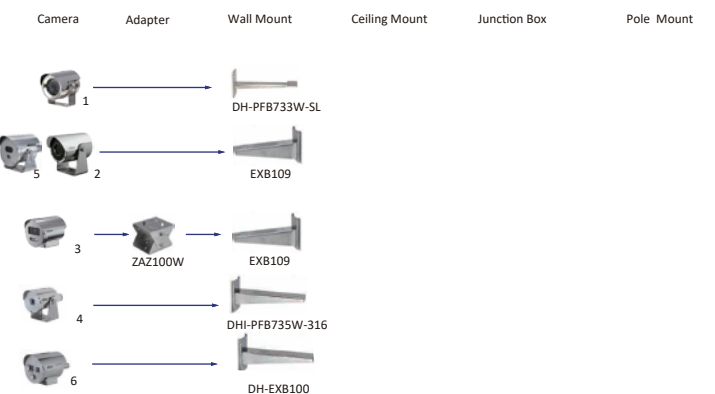 Camera Adapter Wall Mount Ceiling Mount Junction Box Pole Mount
1
DH-PFB733W-SL
5 2
EXB109
3
ZAZ100W EXB109
4
DHI-PFB735W-316
6
DH-EXB100